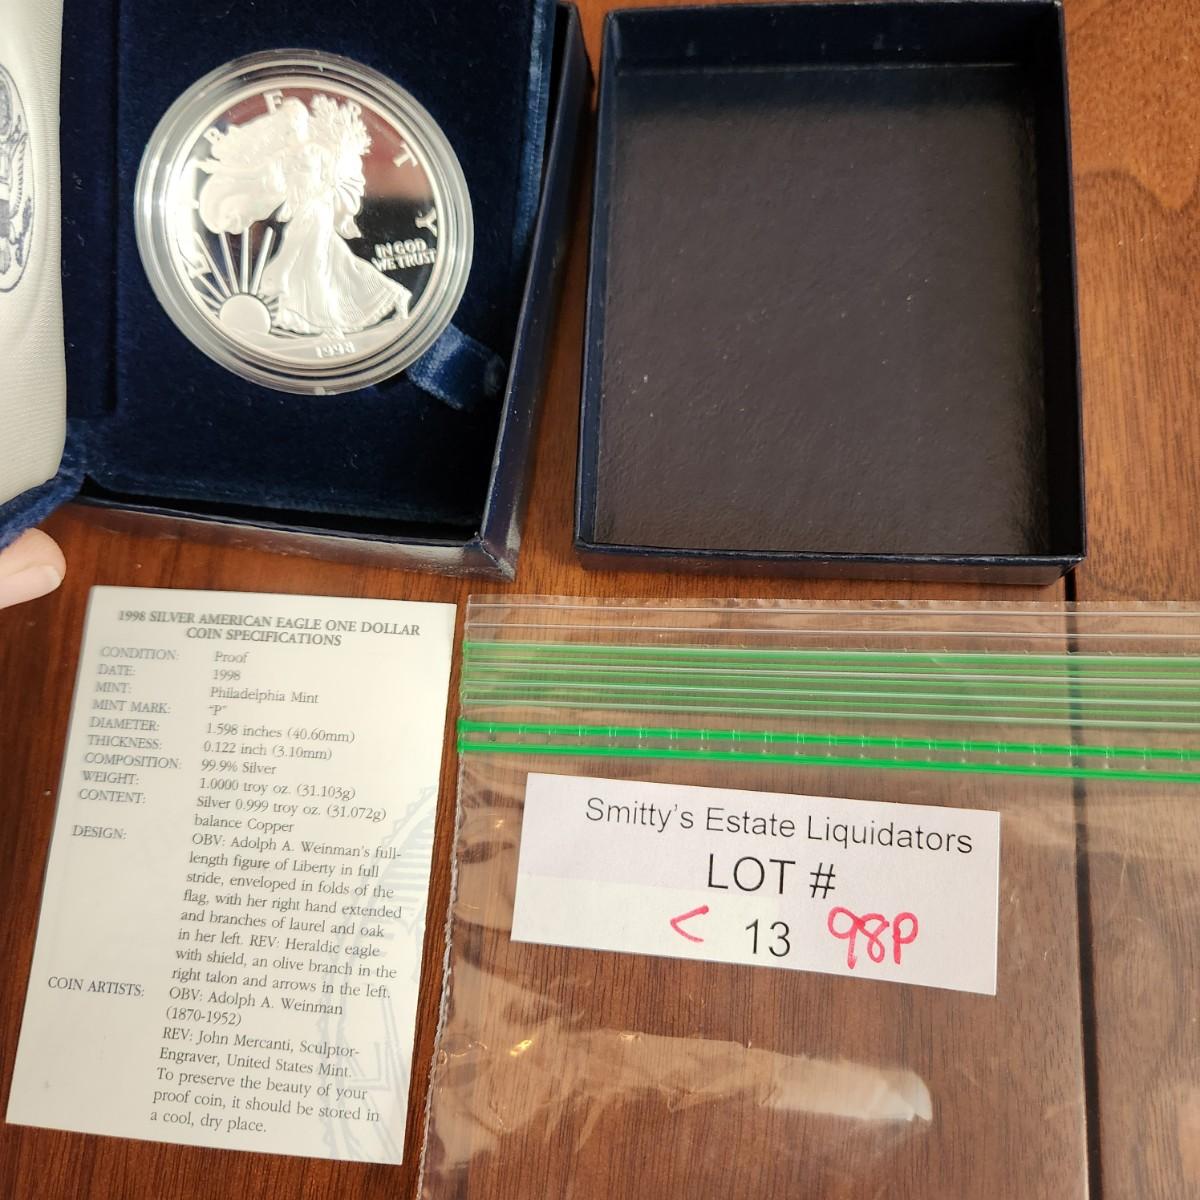 LIBERTY
IN GOD
WE TRUST
1998
1998 SILVER AMERICAN EAGLE ONE DOLLAR
COIN SPECIFICATIONS
CONDITION: Proof
DATE: 1998
MINT: Philadelphia Mint
MINT MARK: "P"
DIAMETER: 1.598 inches (40.60mm)
THICKNESS: 0.122 inch (3.10mm)
COMPOSITION: 99.9% Silver
WEIGHT: 1.0000 troy oz. (31.103g)
CONTENT: Silver 0.999 troy oz. (31.072g)
balance Copper
DESIGN: OBV: Adolph A. Weinman's full-
length figure of Liberty in full
stride, enveloped in folds of the
flag, with her right hand extended
and branches of laurel and oak
in her left. REV: Heraldic eagle
with shield, an olive branch in the
right talon and arrows in the left.
COIN ARTISTS: OBV: Adolph A. Weinman
(1870-1952)
REV: John Mercanti, Sculptor-
Engraver, United States Mint.
To preserve the beauty of your
proof coin, it should be stored in
a cool, dry place.
Smitty's Estate Liquidators
LOT #
< 13 98P